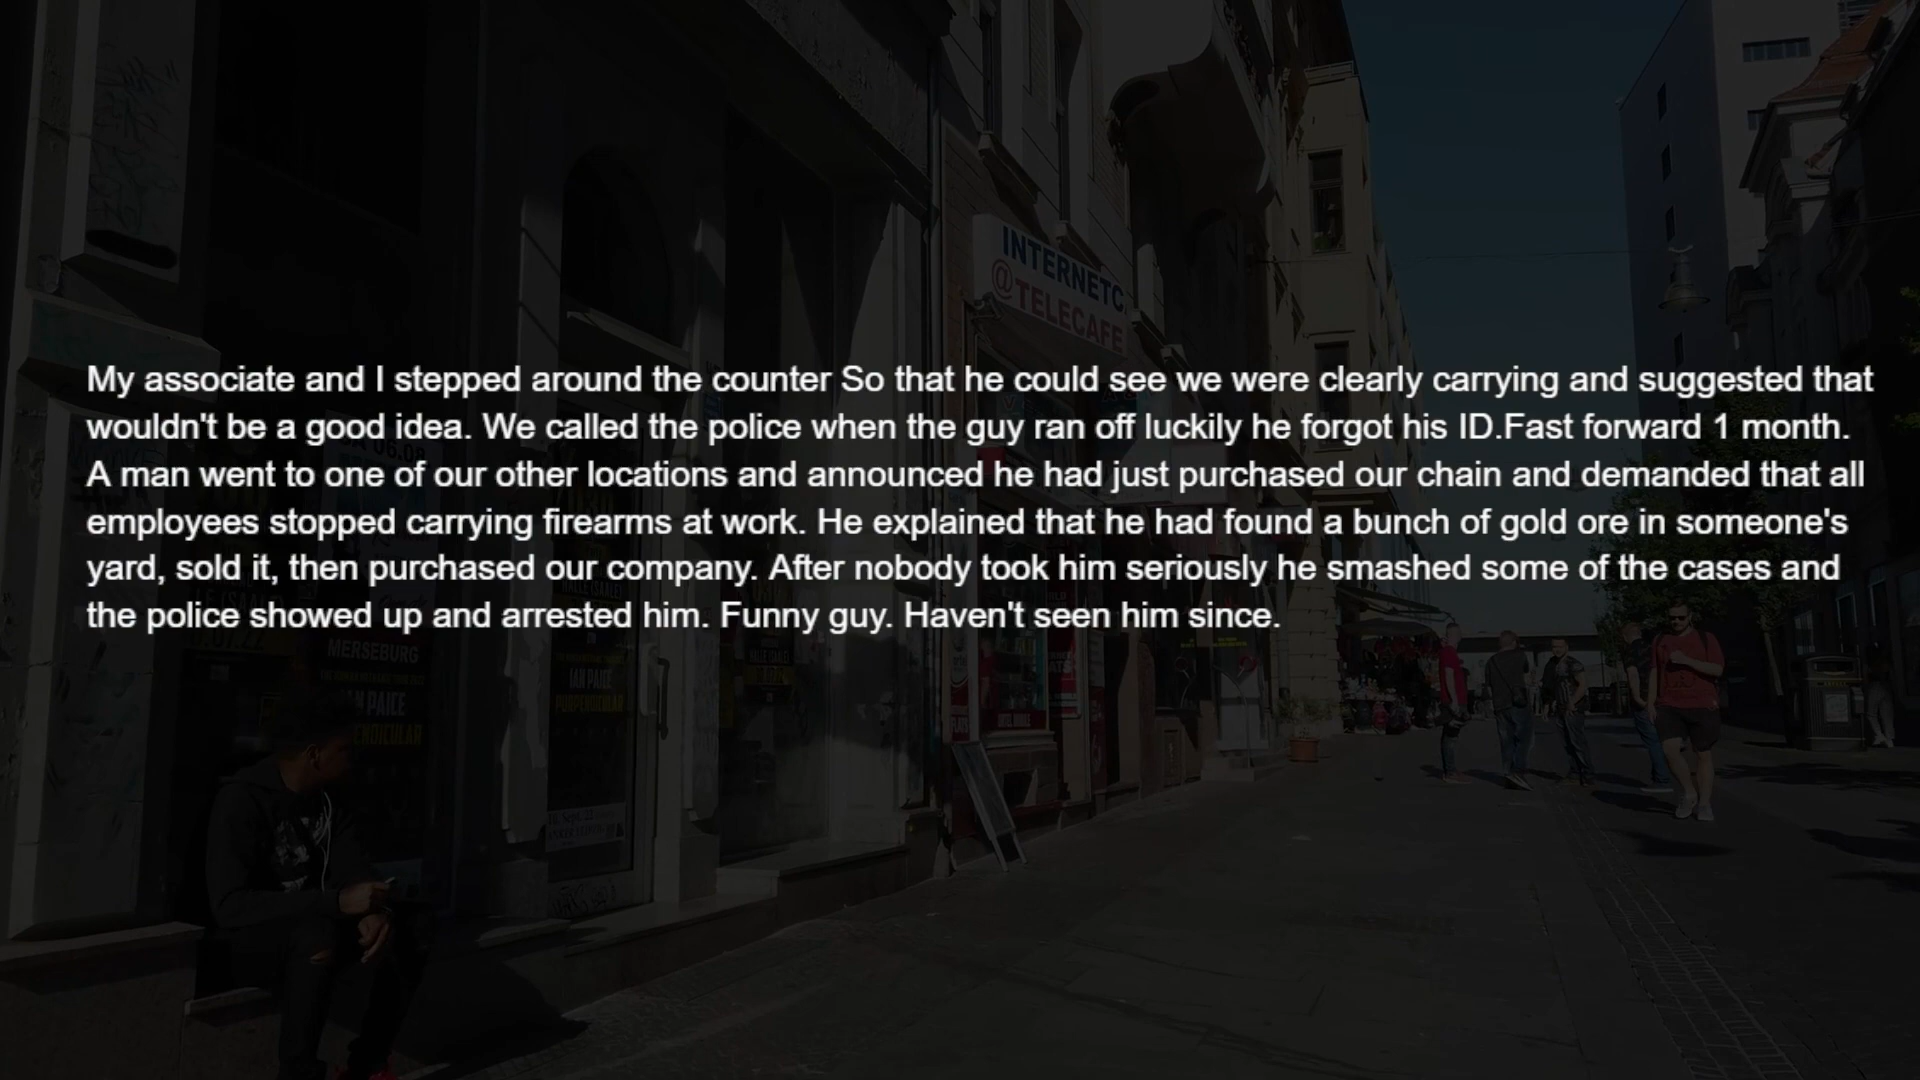 INTERNETC
@TELECAFE
My associate and I stepped around the counter So that he could see we were clearly carrying and suggested that
wouldn't be a good idea. We called the police when the guy ran off luckily he forgot his ID.Fast forward 1 month.
A man went to one of our other locations and announced he had just purchased our chain and demanded that all
employees stopped carrying firearms at work. He explained that he had found a bunch of gold ore in someone's
yard, sold it, then purchased our company. After nobody took him seriously he smashed some of the cases and
the police showed up and arrested him. Funny guy. Haven't seen him since.
MERSEBURG
IAN PAICE
PURPENDICULAR
PAICE
ENDICULAR